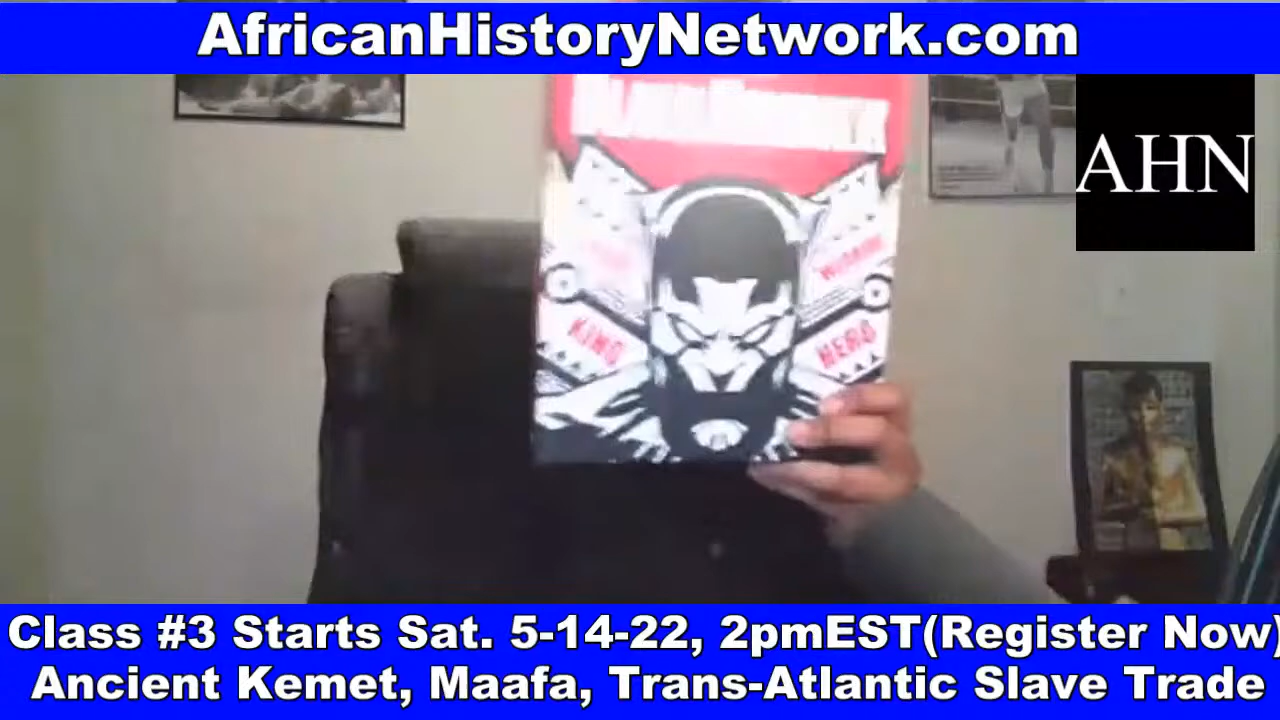 AfricanHistoryNetwork.com
AHN
KING
HERO
Class #3 Starts Sat. 5-14-22, 2pmEST(Register Now)
Ancient Kemet, Maafa, Trans-Atlantic Slave Trade